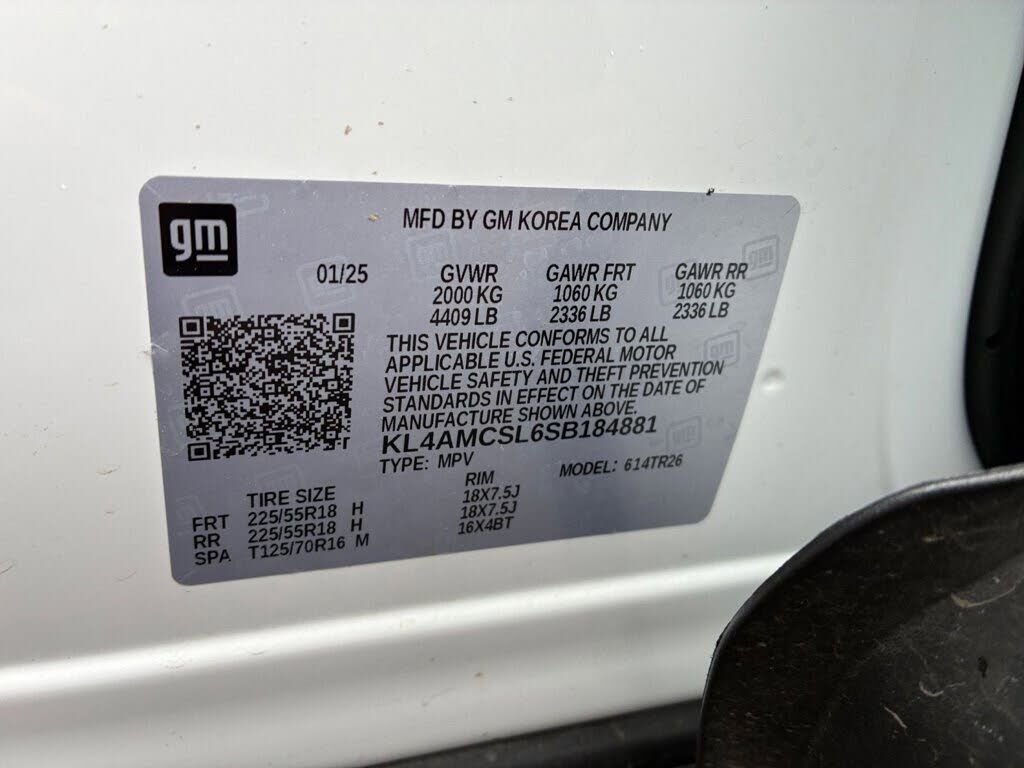 gm
MFD BY GM KOREA COMPANY
01/25 GVWR GAWR FRT GAWR RR
2000 KG 1060 KG 1060 KG
4409 LB 2336 LB 2336 LB
THIS VEHICLE CONFORMS TO ALL
APPLICABLE U.S. FEDERAL MOTOR
VEHICLE SAFETY AND THEFT PREVENTION
STANDARDS IN EFFECT ON THE DATE OF
MANUFACTURE SHOWN ABOVE.
KL4AMCSL6SB184881
TYPE: MPV MODEL: 614TR26
TIRE SIZE RIM
FRT 225/55R18 H 18X7.5J
RR 225/55R18 H 18X7.5J
SPA T125/70R16 M 16X4BT